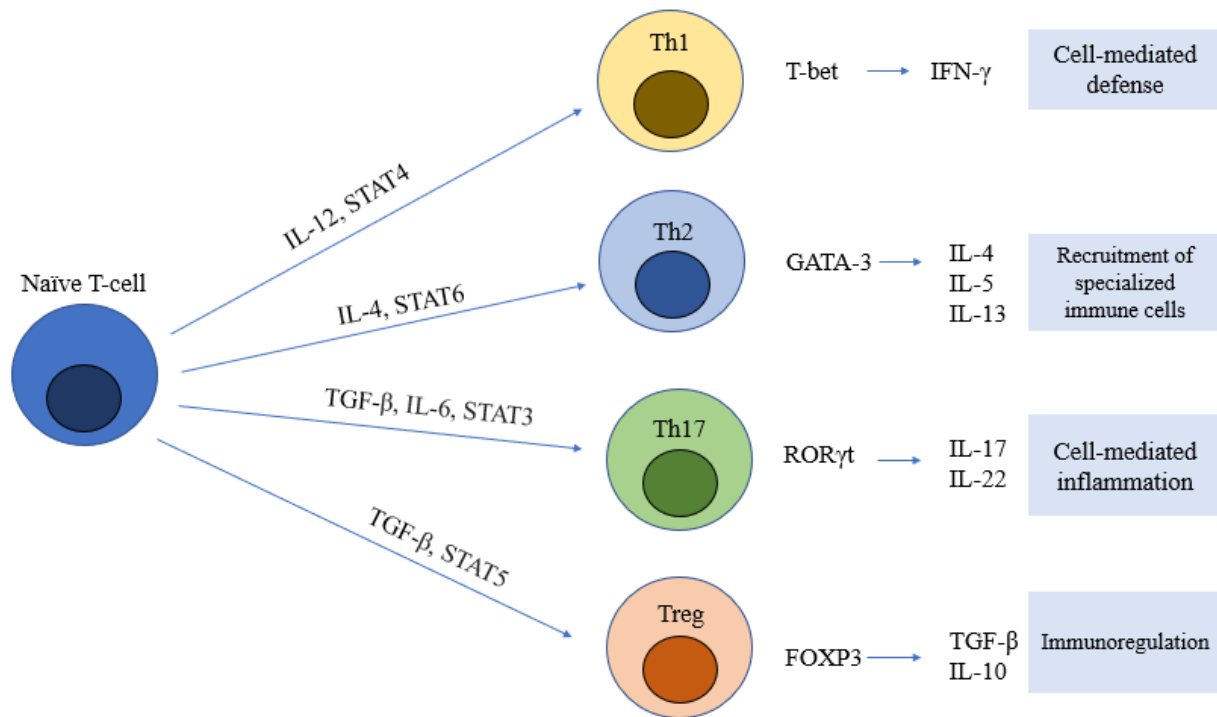 Th1
T-bet
IFN-γ
Cell-mediated
defense
IL-12, STAT4
Th2
GATA-3
IL-4
IL-5
IL-13
Recruitment of
specialized
immune cells
Naïve T-cell
IL-4, STAT6
TGF-β, IL-6, STAT3
Th17
RORγt
IL-17
IL-22
Cell-mediated
inflammation
TGF-β, STAT5
Treg
FOXP3
TGF-β
IL-10
Immunoregulation